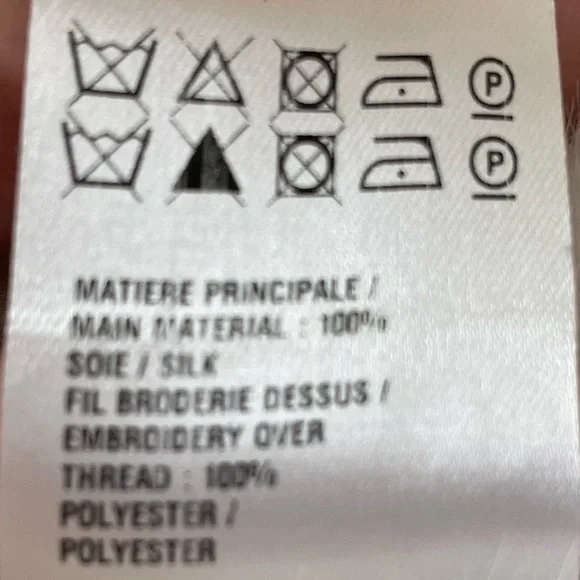 P
P
MATIERE PRINCIPALE /
MAIN MATERIAL : 100%
SOIE / SILK
FIL BRODERIE DESSUS /
EMBROIDERY OVER
THREAD : 100%
POLYESTER /
POLYESTER